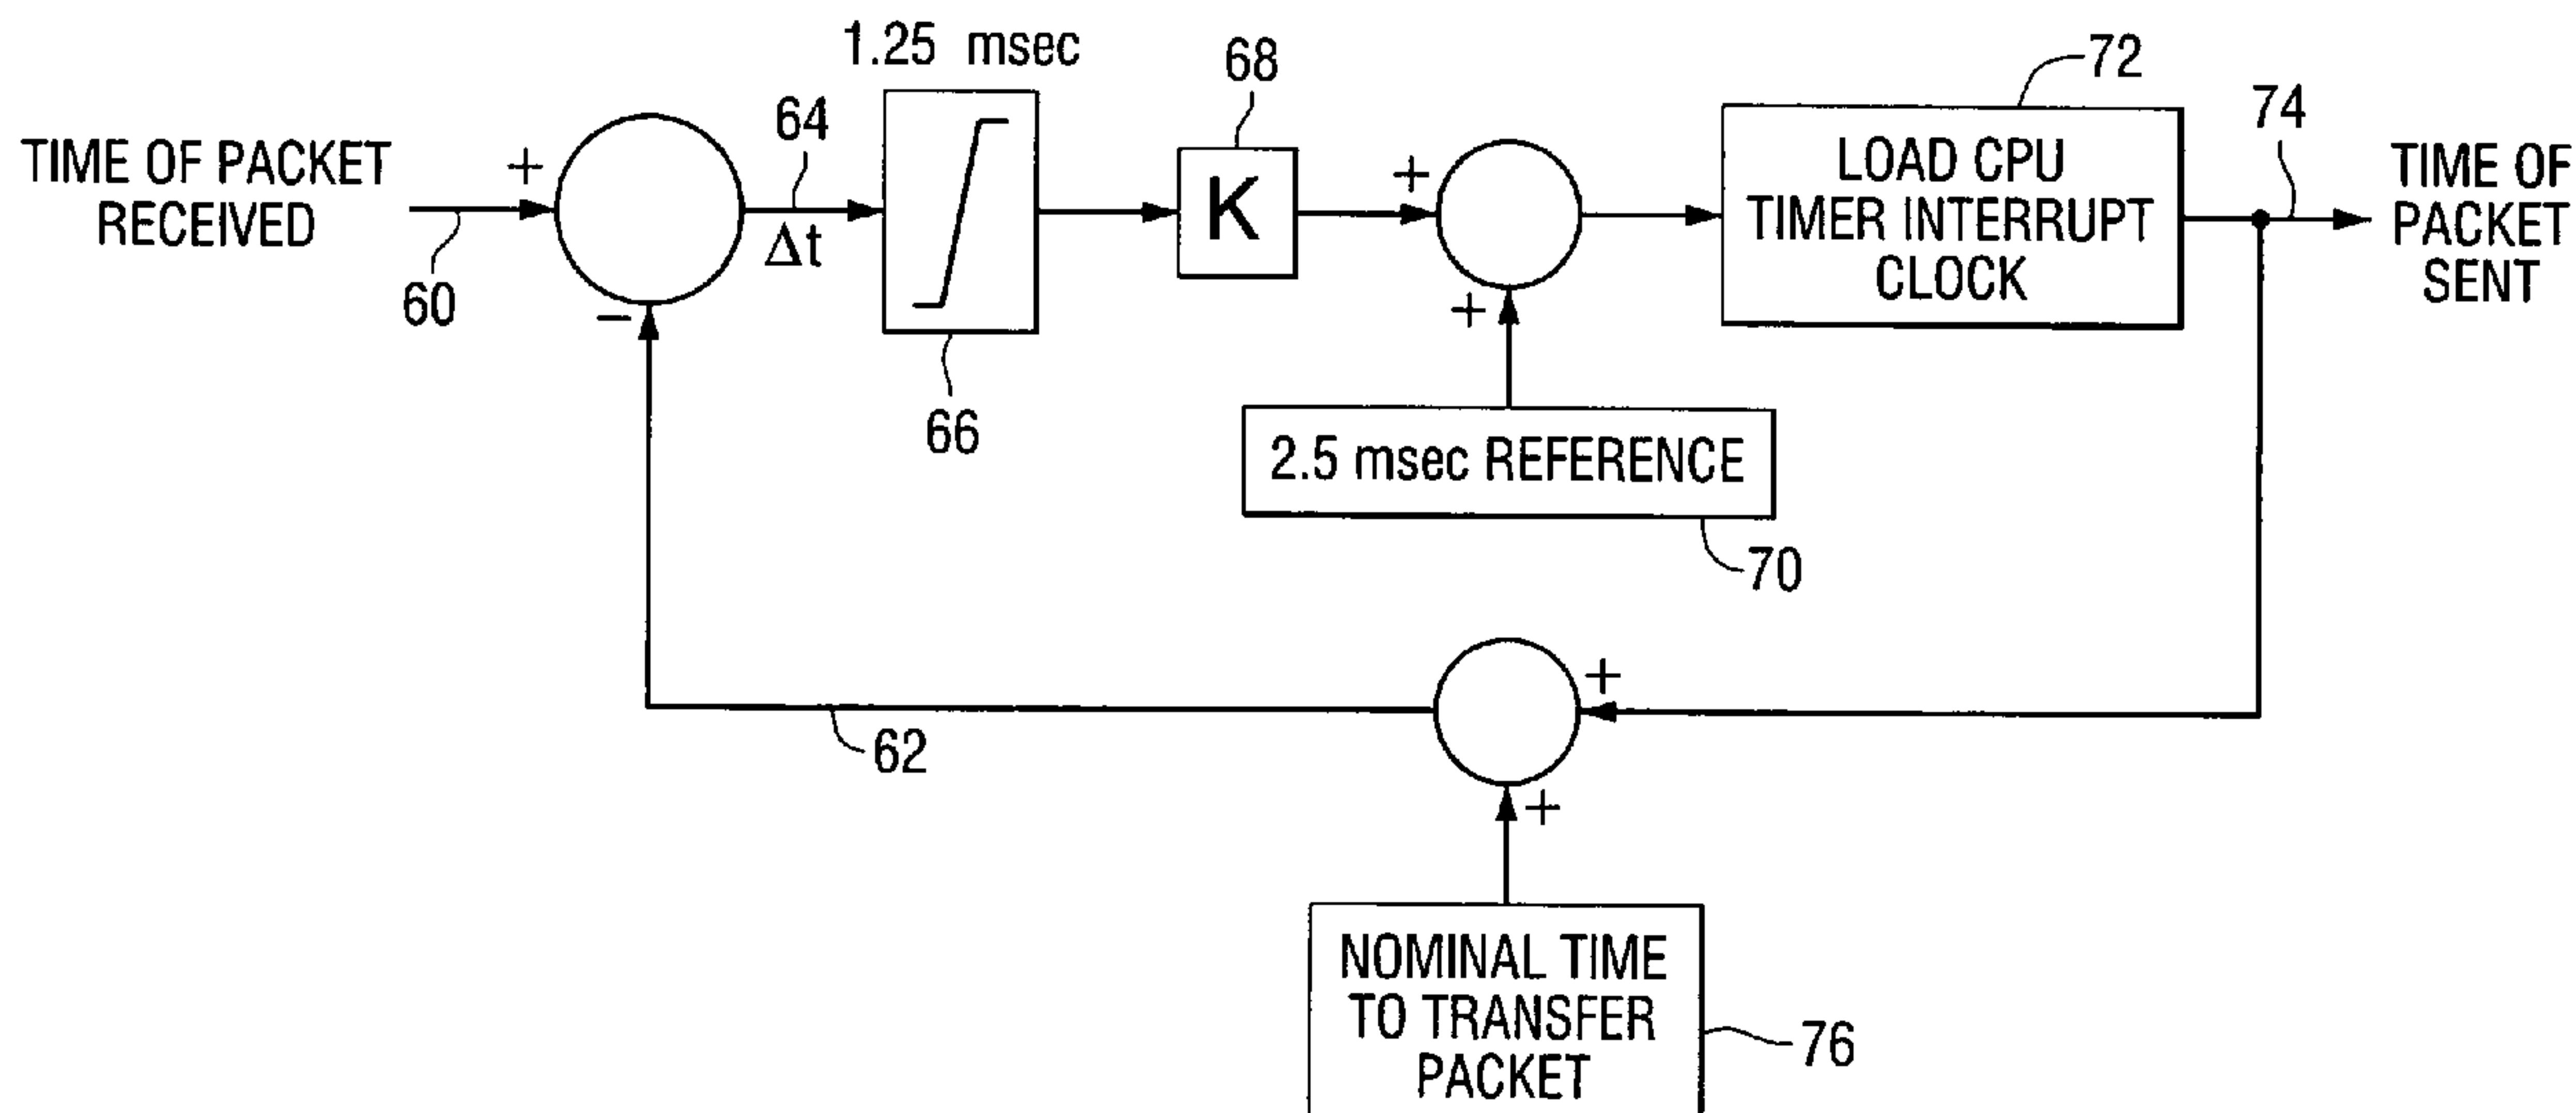 1.25 msec
TIME OF PACKET
RECEIVED
+
60
−
64
Δt
66
68
K
+
+
2.5 msec REFERENCE
70
72
LOAD CPU
TIMER INTERRUPT
CLOCK
74
TIME OF
PACKET
SENT
62
+
+
NOMINAL TIME
TO TRANSFER
PACKET
76